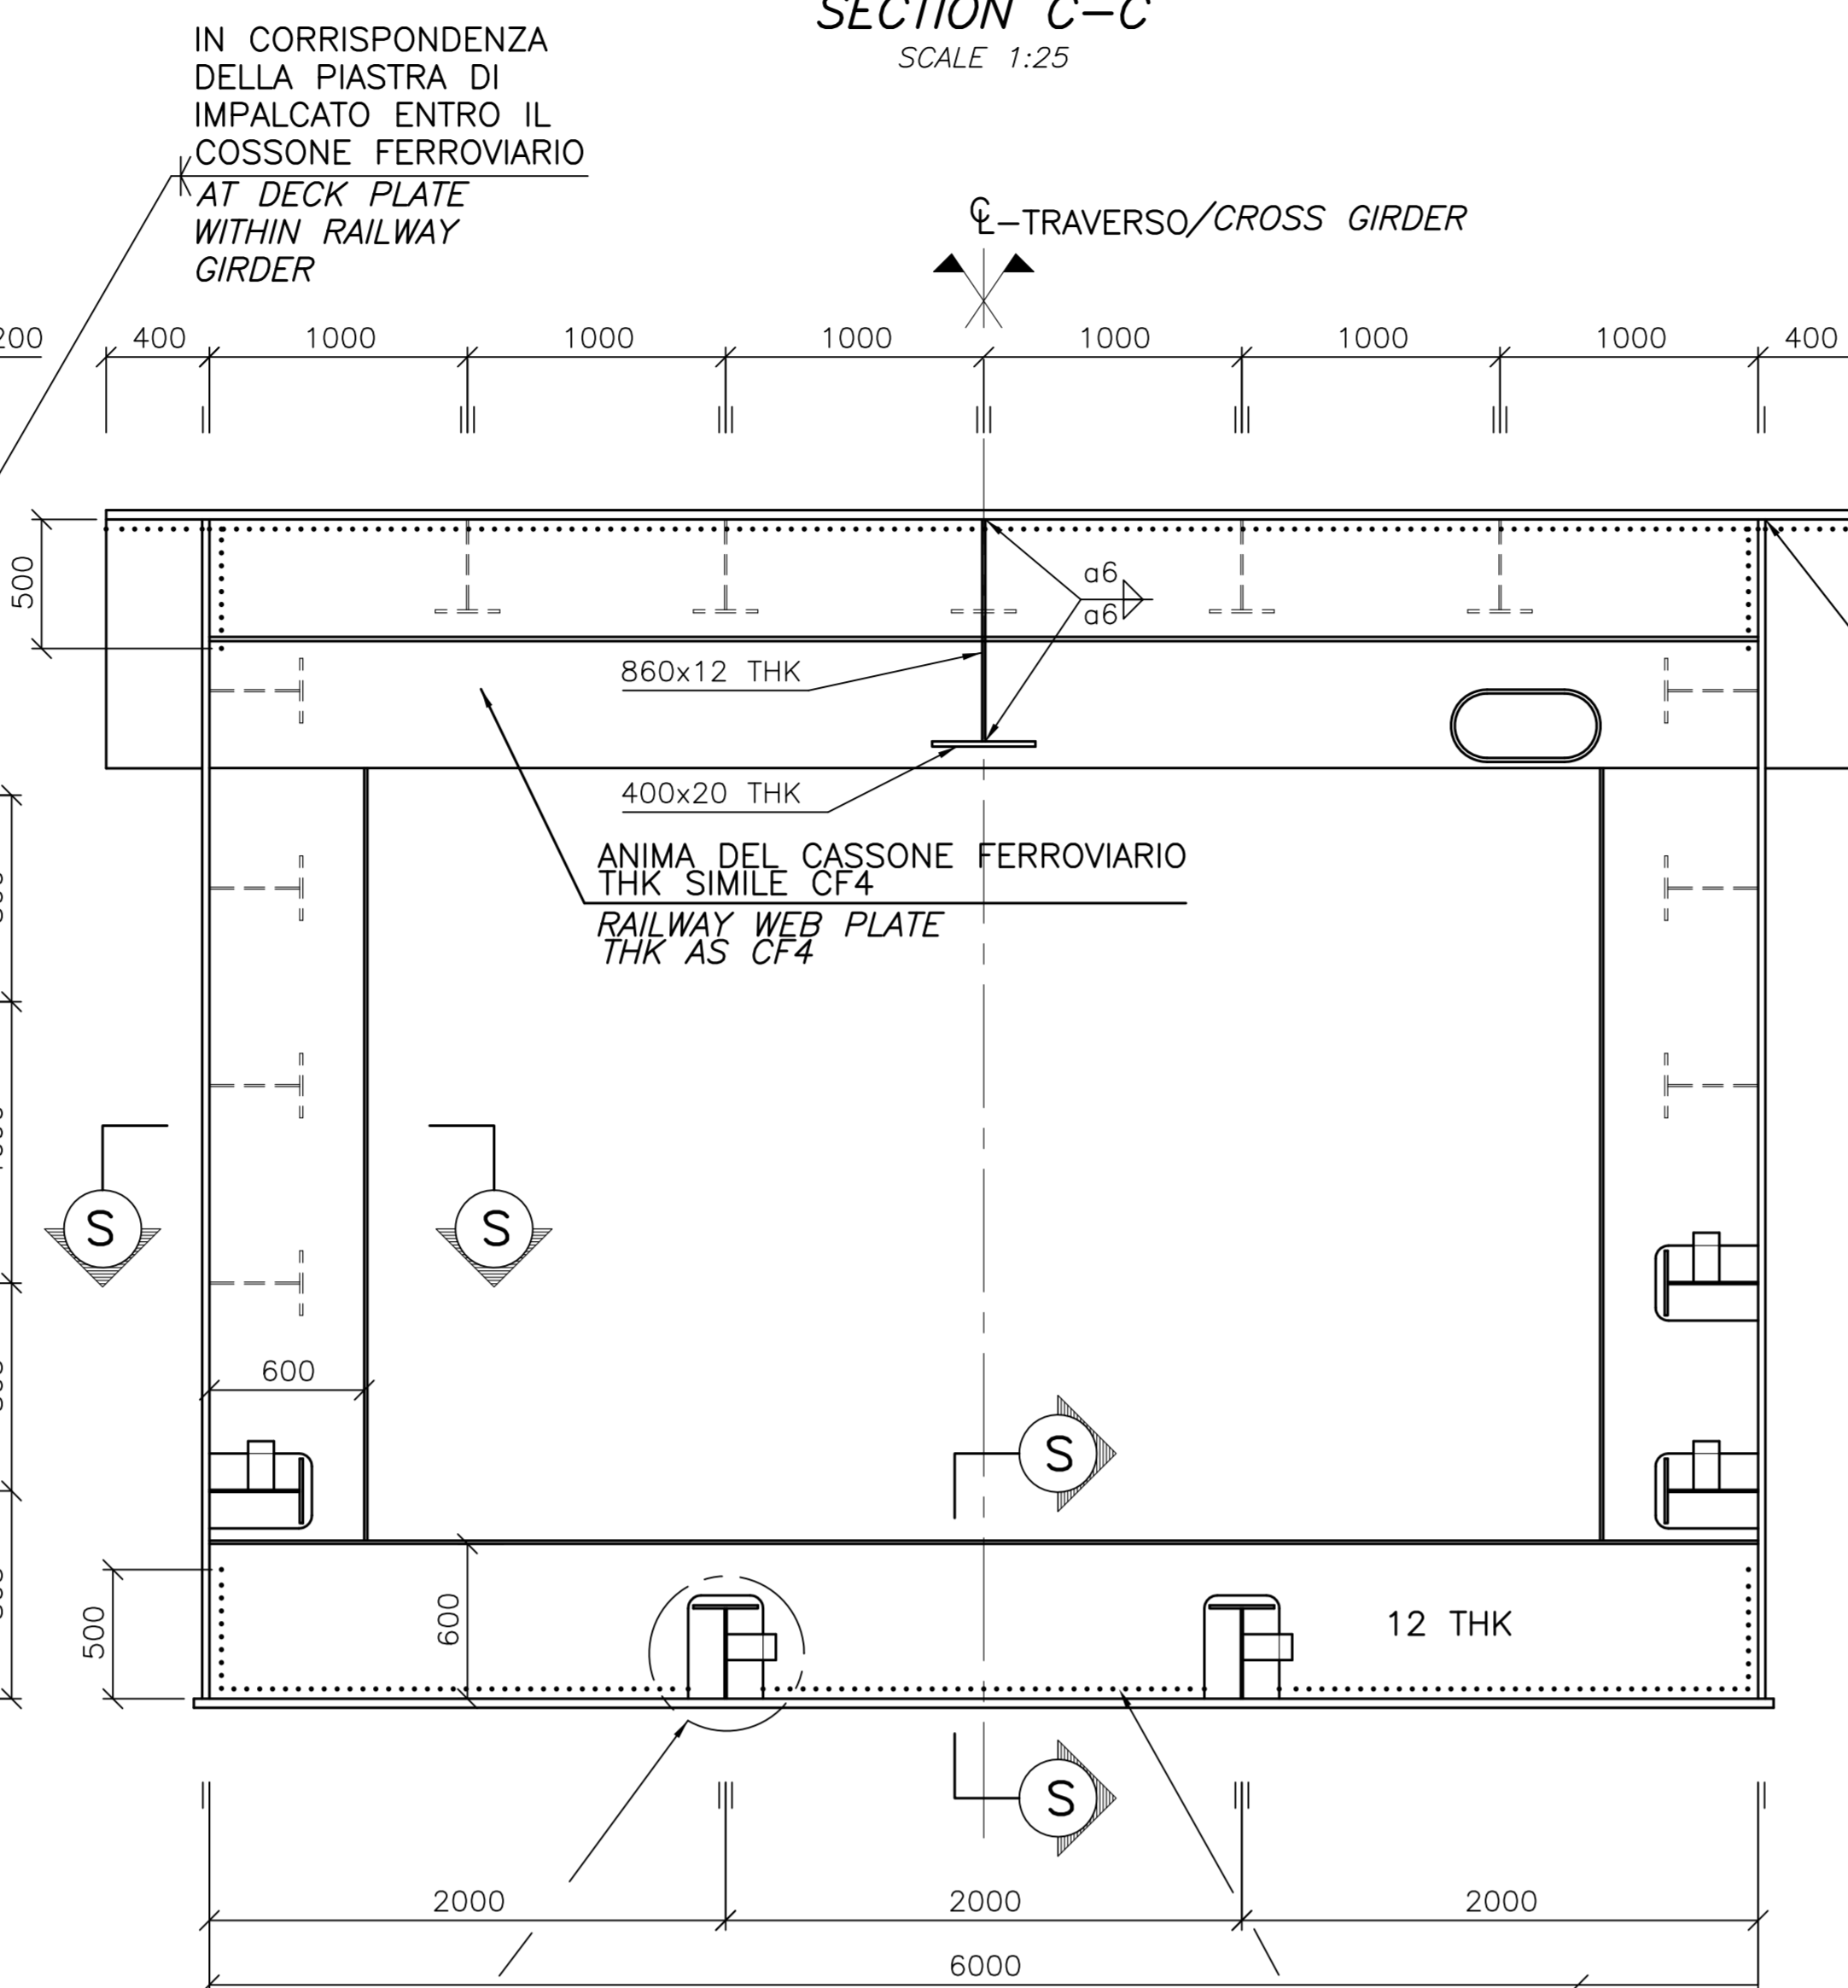 SECTION C-C
SCALE 1:25
IN CORRISPONDENZA
DELLA PIASTRA DI
IMPALCATO ENTRO IL
COSSONE FERROVIARIO
AT DECK PLATE
WITHIN RAILWAY
GIRDER
℄-TRAVERSO/CROSS GIRDER
200 400 1000 1000 1000 1000 1000 1000 400
500
a6
a6
860x12 THK
400x20 THK
ANIMA DEL CASSONE FERROVIARIO
THK SIMILE CF4
RAILWAY WEB PLATE
THK AS CF4
S S
600
S
500
600
12 THK
S
2000 2000 2000
6000